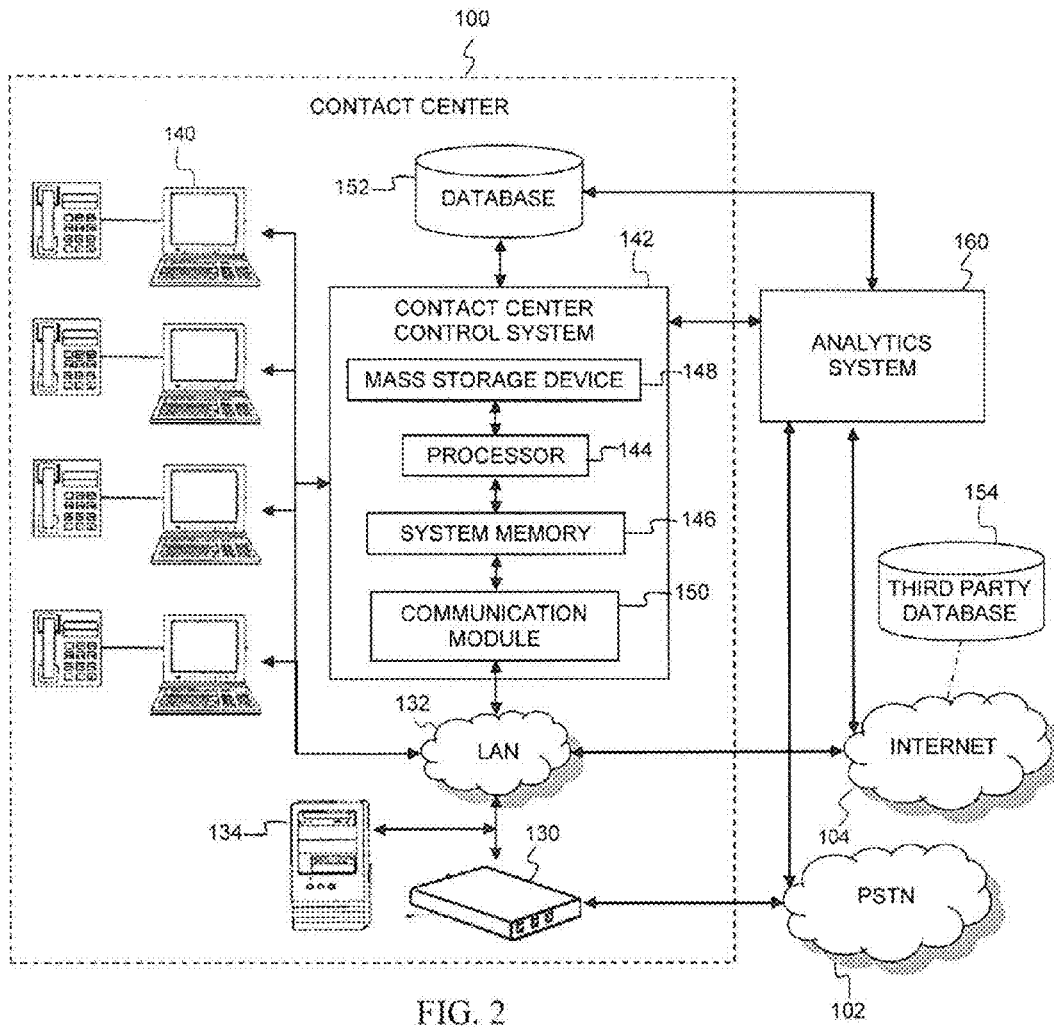 100
CONTACT CENTER
140
152
DATABASE
142
160
CONTACT CENTER
CONTROL SYSTEM
ANALYTICS
SYSTEM
MASS STORAGE DEVICE
148
PROCESSOR
144
SYSTEM MEMORY
146
154
THIRD PARTY
DATABASE
COMMUNICATION
MODULE
150
132
LAN
INTERNET
104
134
130
PSTN
102
FIG. 2